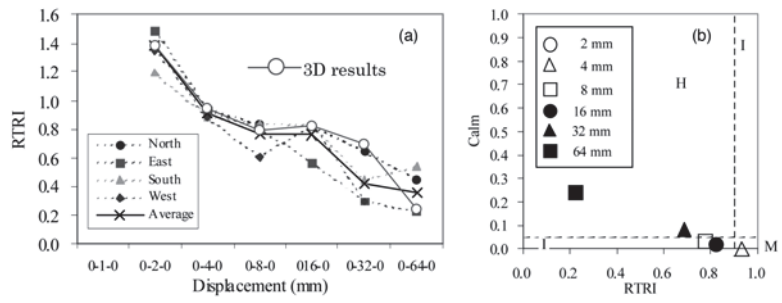 1.6
1.4
1.2
1.0
0.8
0.6
0.4
0.2
0.0
RTRI
(a)
3D results
North
East
South
West
Average
0-1-0 0-2-0 0-4-0 0-8-0 016-0 0-32-0 0-64-0
Displacement (mm)
1.0
0.9
0.8
0.7
0.6
0.5
0.4
0.3
0.2
0.1
0.0
Calm
2 mm
4 mm
8 mm
16 mm
32 mm
64 mm
(b)
I
H
I
M
0.0 0.2 0.4 0.6 0.8 1.0
RTRI